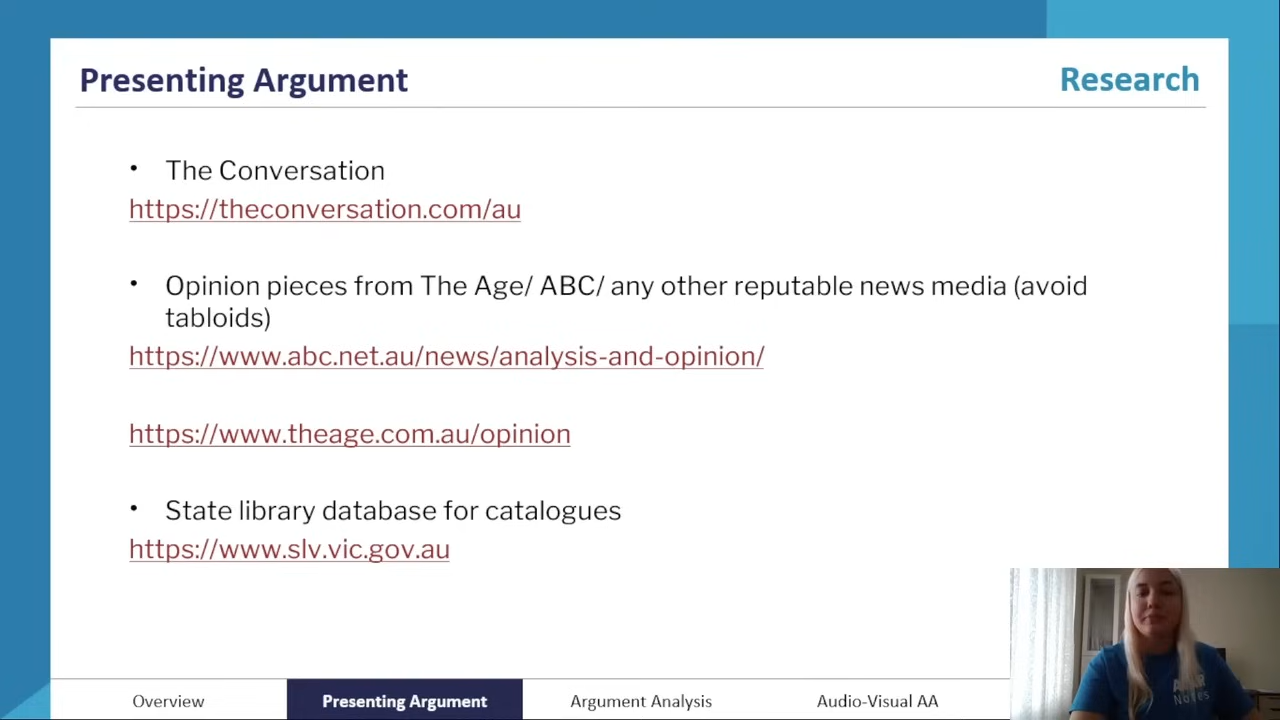 Presenting Argument
Research
• The Conversation
https://theconversation.com/au
• Opinion pieces from The Age/ ABC/ any other reputable news media (avoid
tabloids)
https://www.abc.net.au/news/analysis-and-opinion/
https://www.theage.com.au/opinion
• State library database for catalogues
https://www.slv.vic.gov.au
Overview
Presenting Argument
Argument Analysis
Audio-Visual AA
Notes